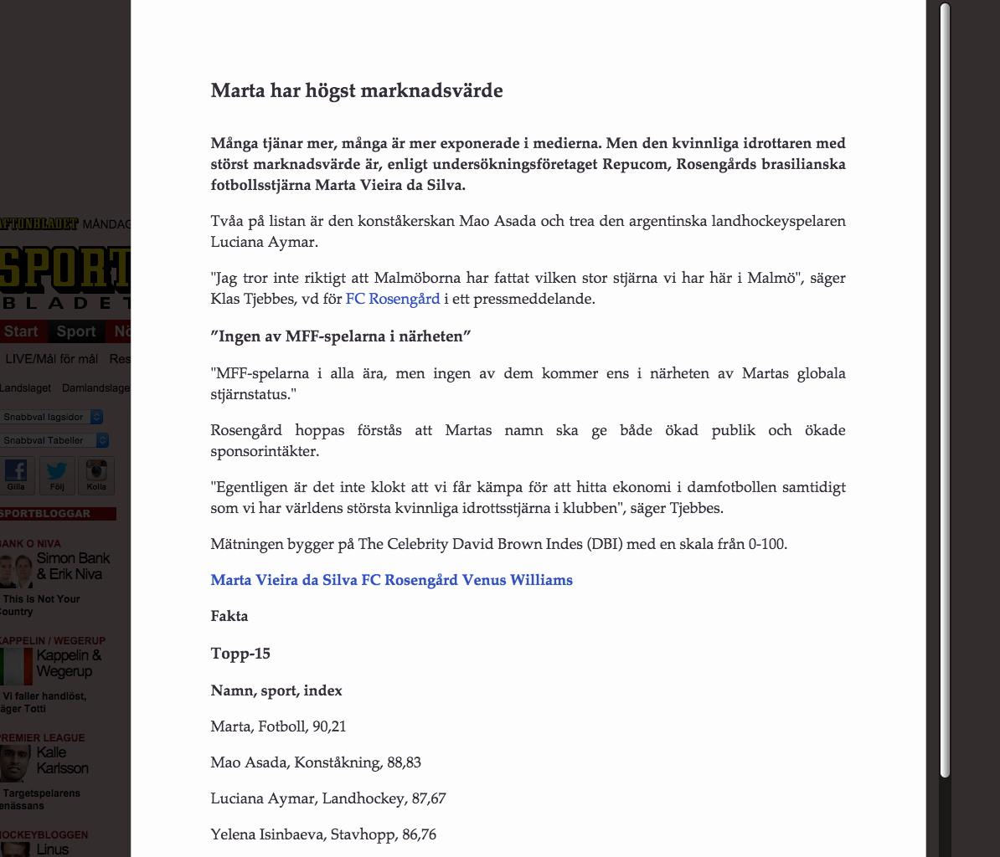 Marta har högst marknadsvärde
Många tjänar mer, många är mer exponerade i medierna. Men den kvinnliga idrottaren med
störst marknadsvärde är, enligt undersökningsföretaget Repucom, Rosengårds brasilianska
fotbollsstjärna Marta Vieira da Silva.
Tvåa på listan är den konståkerskan Mao Asada och trea den argentinska landhockeyspelaren
Luciana Aymar.
"Jag tror inte riktigt att Malmöborna har fattat vilken stor stjärna vi har här i Malmö", säger
Klas Tjebbes, vd för FC Rosengård i ett pressmeddelande.
”Ingen av MFF-spelarna i närheten”
"MFF-spelarna i alla ära, men ingen av dem kommer ens i närheten av Martas globala
stjärnstatus."
Rosengård hoppas förstås att Martas namn ska ge både ökad publik och ökade
sponsorintäkter.
"Egentligen är det inte klokt att vi får kämpa för att hitta ekonomi i damfotbollen samtidigt
som vi har världens största kvinnliga idrottsstjärna i klubben", säger Tjebbes.
Mätningen bygger på The Celebrity David Brown Indes (DBI) med en skala från 0-100.
Marta Vieira da Silva FC Rosengård Venus Williams
Fakta
Topp-15
Namn, sport, index
Marta, Fotboll, 90,21
Mao Asada, Konståkning, 88,83
Luciana Aymar, Landhockey, 87,67
Yelena Isinbaeva, Stavhopp, 86,76
AFTONBLADET MÅNDAG
SPORT
BLADET
Start Sport Nö
LIVE/Mål för mål Res
Landslaget Damlandslage
Snabbval lagsidor
Snabbval Tabeller
Gilla Följ Kolla
SPORTBLOGGAR
BANK O NIVA
Simon Bank
& Erik Niva
This Is Not Your
Country
KAPPELIN / WEGERUP
Kappelin &
Wegerup
Vi faller handlöst,
säger Totti
PREMIER LEAGUE
Kalle
Karlsson
Targetspelarens
renässans
HOCKEYBLOGGEN
Linus